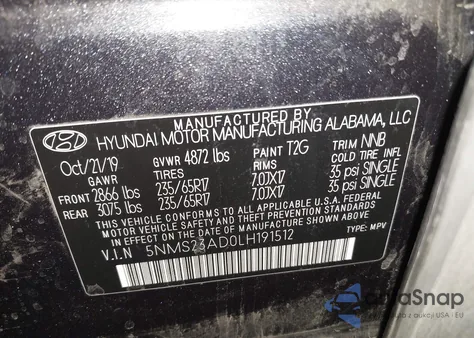 MANUFACTURED BY
HYUNDAI MOTOR MANUFACTURING ALABAMA, LLC
Oct/21/19 GVWR 4872 lbs PAINT T2G TRIM NNB
GAWR TIRES RIMS COLD TIRE INFL
FRONT 2866 lbs 235/65R17 7.0JX17 35 psi SINGLE
REAR 3075 lbs 235/65R17 7.0JX17 35 psi SINGLE
THIS VEHICLE CONFORMS TO ALL APPLICABLE FEDERAL
MOTOR VEHICLE SAFETY, BUMPER, AND THEFT PREVENTION
STANDARDS IN EFFECT ON THE DATE OF MANUFACTURE
SHOWN ABOVE.
V.I.N 5NMS23AD0LH191512 TYPE: MPV
SNAP